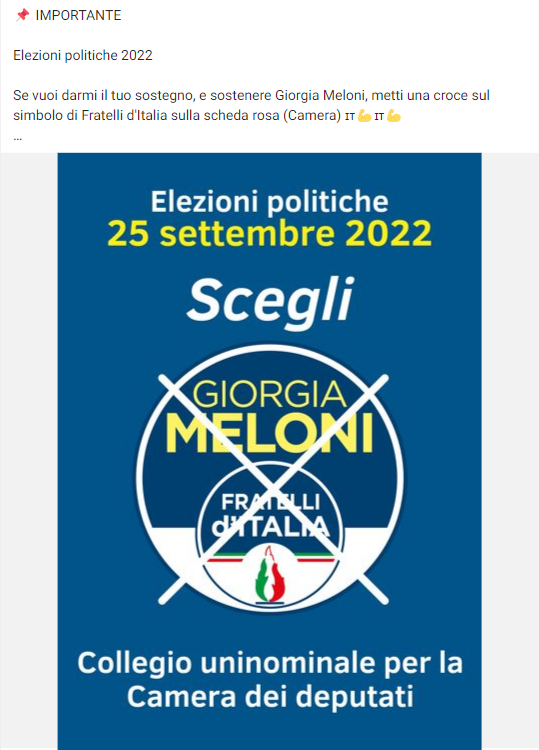 📌 IMPORTANTE
Elezioni politiche 2022
Se vuoi darmi il tuo sostegno, e sostenere Giorgia Meloni, metti una croce sul
simbolo di Fratelli d'Italia sulla scheda rosa (Camera) IT💪IT💪
...
Elezioni politiche
25 settembre 2022
Scegli
GIORGIA
MELONI
FRATELLI
d'ITALIA
Collegio uninominale per la
Camera dei deputati